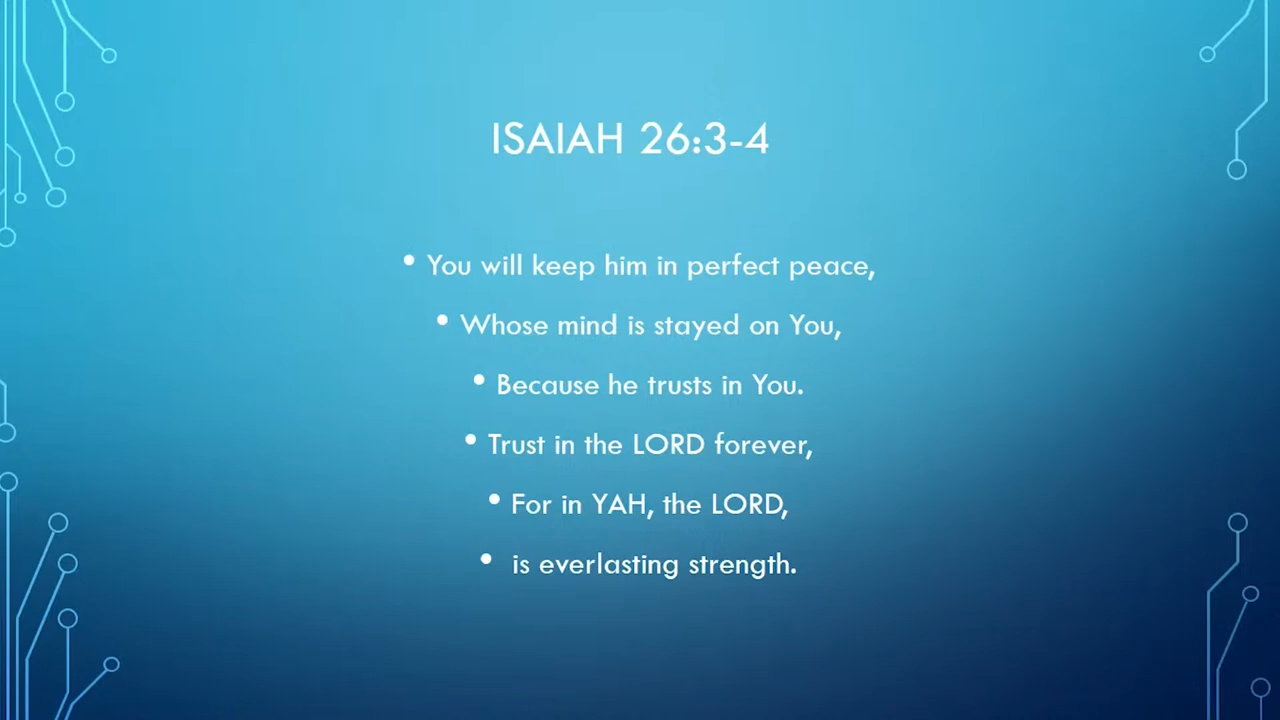 ISAIAH 26:3-4
• You will keep him in perfect peace,
• Whose mind is stayed on You,
• Because he trusts in You.
• Trust in the LORD forever,
• For in YAH, the LORD,
• is everlasting strength.